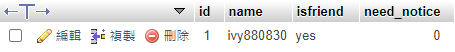 id name isfriend need_notice
編輯 複製 刪除 1 ivy880830 yes 0